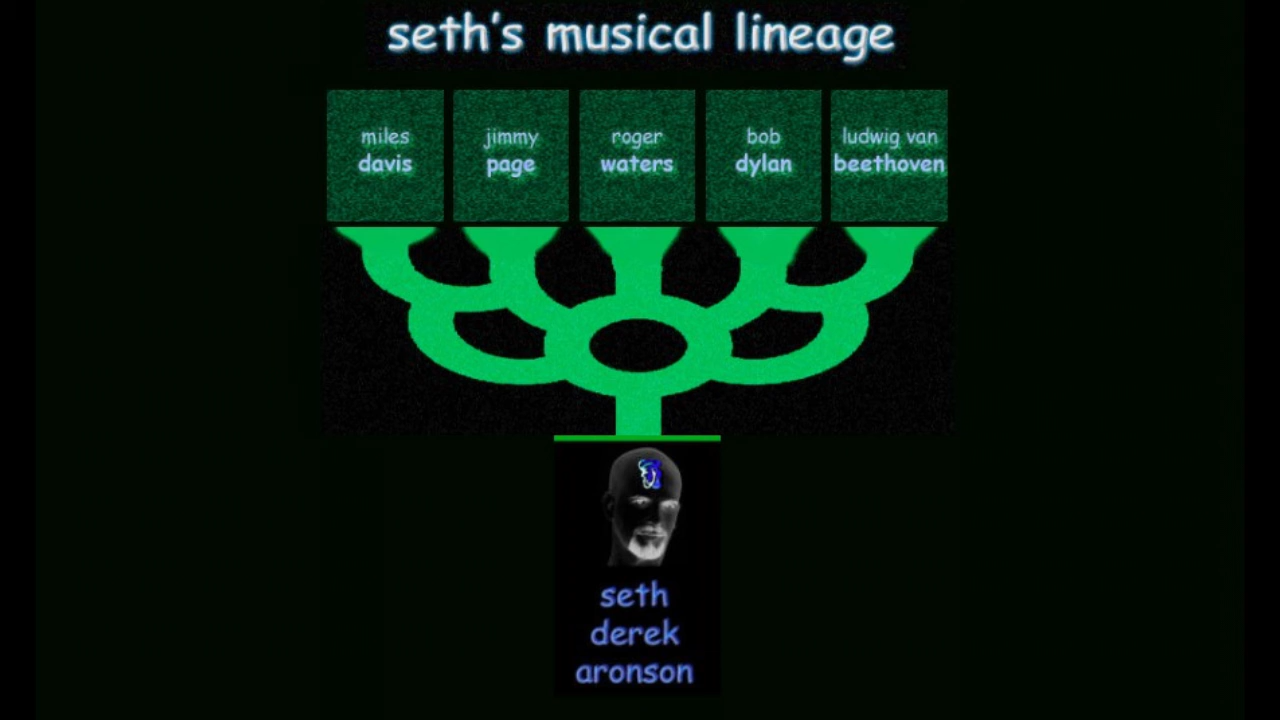 seth's musical lineage
miles
davis
jimmy
page
roger
waters
bob
dylan
ludwig van
beethoven
seth
derek
aronson